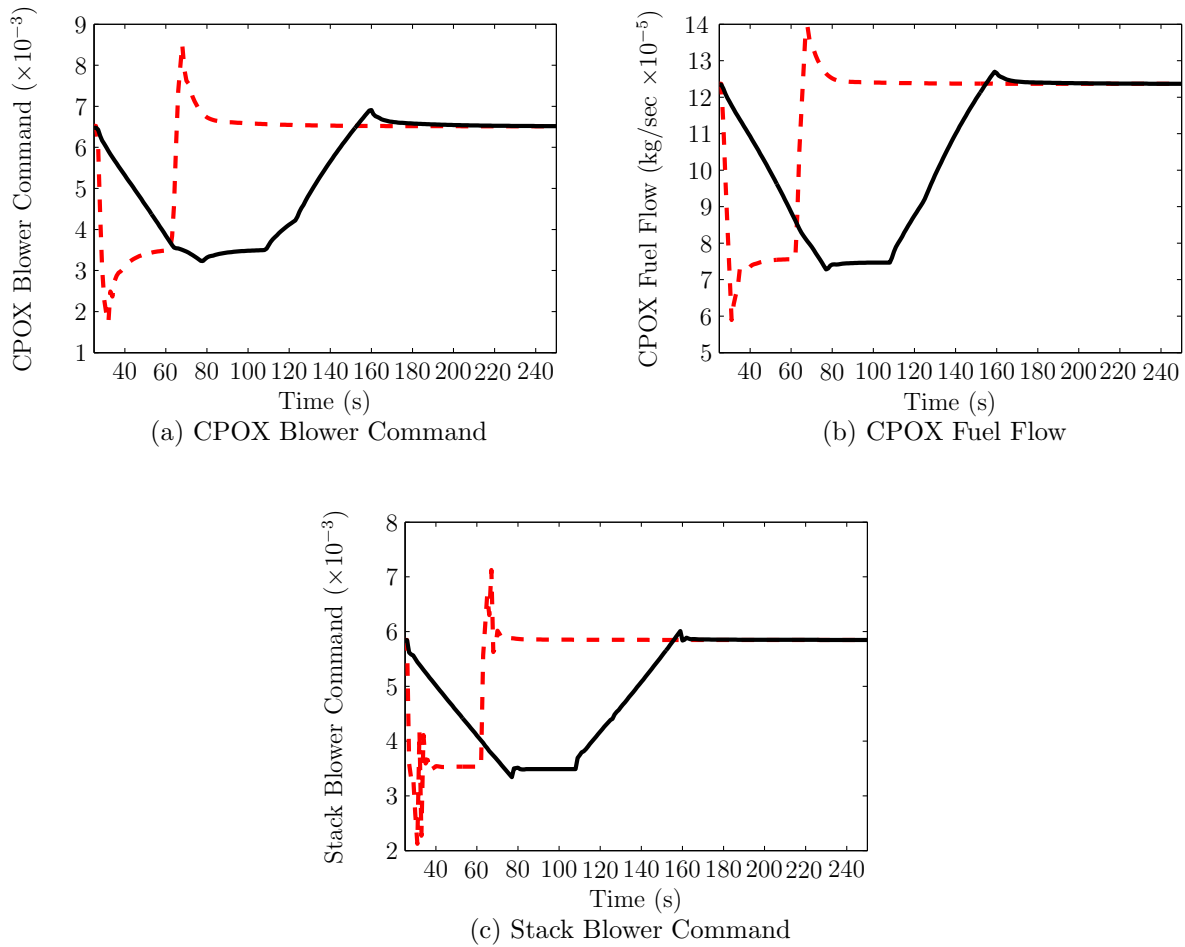 CPOX Blower Command (×10−3)
9
8
7
6
5
4
3
2
1
40 60 80 100 120 140 160 180 200 220 240
Time (s)
(a) CPOX Blower Command
CPOX Fuel Flow (kg/sec ×10−5)
14
13
12
11
10
9
8
7
6
5
40 60 80 100 120 140 160 180 200 220 240
Time (s)
(b) CPOX Fuel Flow
Stack Blower Command (×10−3)
8
7
6
5
4
3
2
40 60 80 100 120 140 160 180 200 220 240
Time (s)
(c) Stack Blower Command